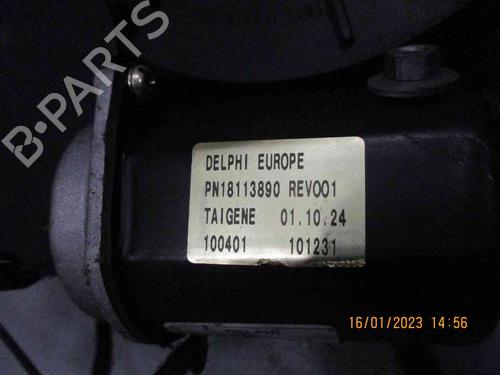 B-PARTS
DELPHI EUROPE
PN18113890 REV001
TAIGENE 01.10.24
100401 101231
16/01/2023 14:56